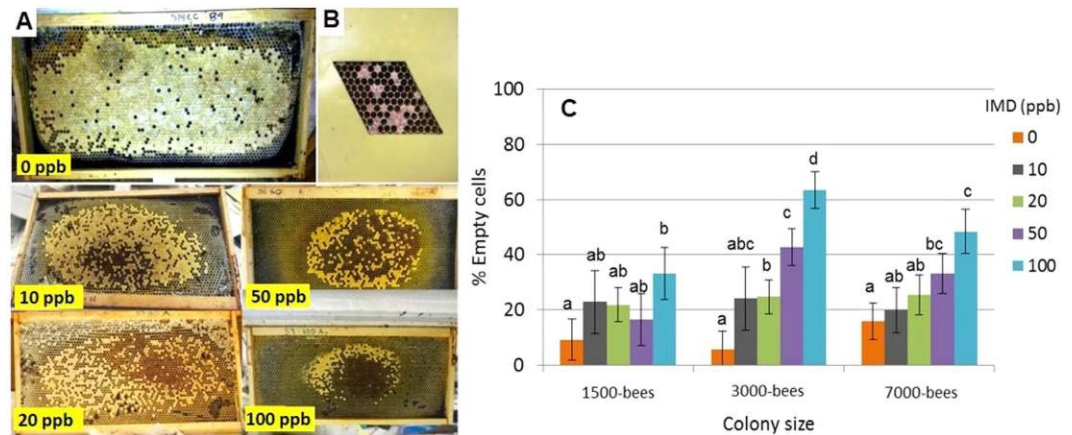 A
B
0 ppb
10 ppb
50 ppb
20 ppb
100 ppb
C
% Empty cells
100
80
60
40
20
0
a
ab
ab
ab
b
a
abc
b
c
d
a
ab
ab
bc
c
1500-bees
3000-bees
7000-bees
Colony size
IMD (ppb)
0
10
20
50
100